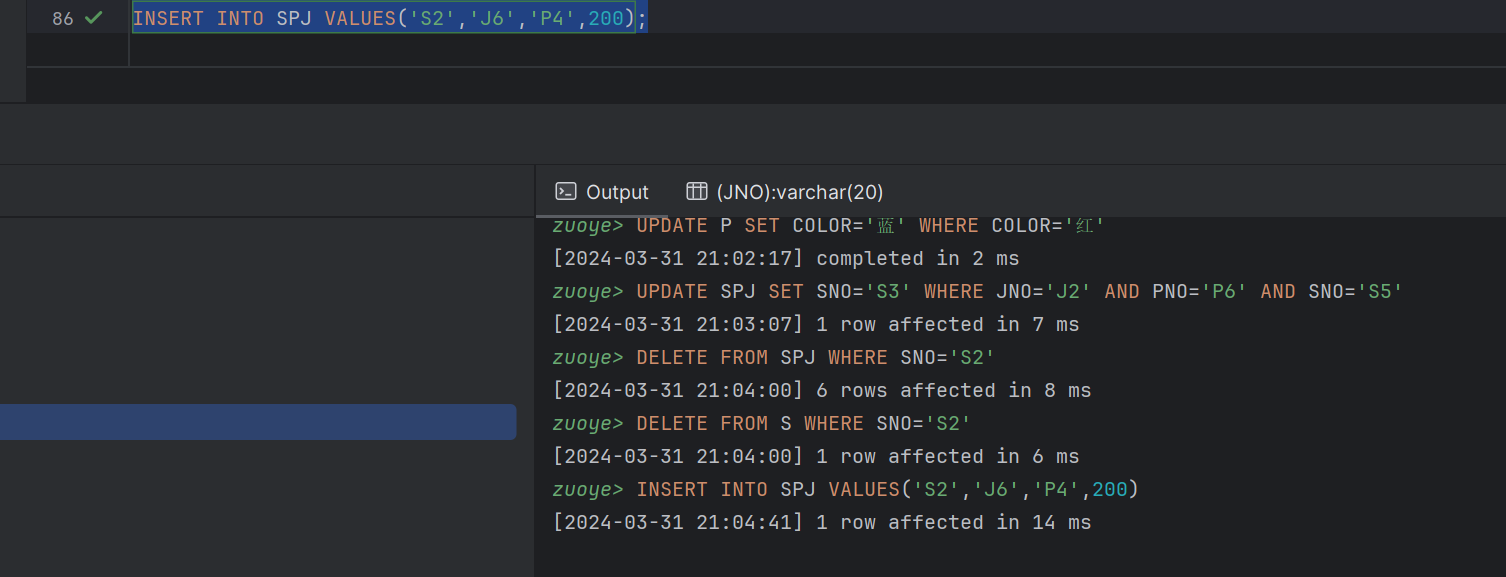 86 INSERT INTO SPJ VALUES('S2','J6','P4',200);
Output (JNO):varchar(20)
zuoye> UPDATE P SET COLOR='蓝' WHERE COLOR='红'
[2024-03-31 21:02:17] completed in 2 ms
zuoye> UPDATE SPJ SET SNO='S3' WHERE JNO='J2' AND PNO='P6' AND SNO='S5'
[2024-03-31 21:03:07] 1 row affected in 7 ms
zuoye> DELETE FROM SPJ WHERE SNO='S2'
[2024-03-31 21:04:00] 6 rows affected in 8 ms
zuoye> DELETE FROM S WHERE SNO='S2'
[2024-03-31 21:04:00] 1 row affected in 6 ms
zuoye> INSERT INTO SPJ VALUES('S2','J6','P4',200)
[2024-03-31 21:04:41] 1 row affected in 14 ms